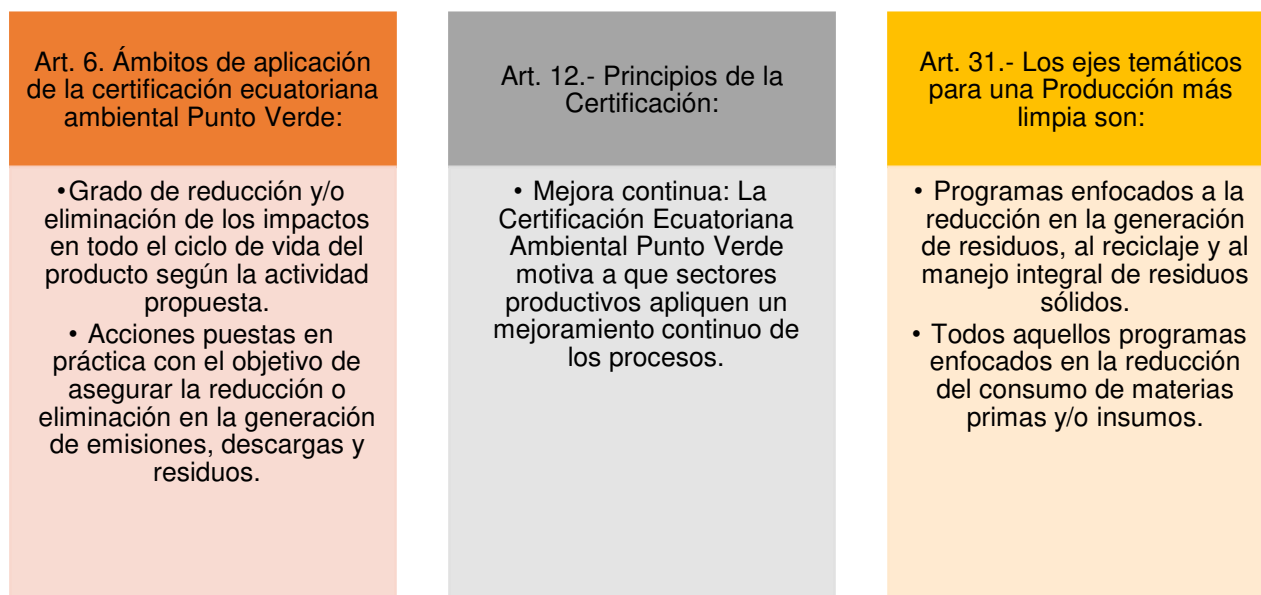 Art. 6. Ámbitos de aplicación
de la certificación ecuatoriana
ambiental Punto Verde:
•Grado de reducción y/o
eliminación de los impactos
en todo el ciclo de vida del
producto según la actividad
propuesta.
• Acciones puestas en
práctica con el objetivo de
asegurar la reducción o
eliminación en la generación
de emisiones, descargas y
residuos.
Art. 12.- Principios de la
Certificación:
• Mejora continua: La
Certificación Ecuatoriana
Ambiental Punto Verde
motiva a que sectores
productivos apliquen un
mejoramiento continuo de
los procesos.
Art. 31.- Los ejes temáticos
para una Producción más
limpia son:
• Programas enfocados a la
reducción en la generación
de residuos, al reciclaje y al
manejo integral de residuos
sólidos.
• Todos aquellos programas
enfocados en la reducción
del consumo de materias
primas y/o insumos.